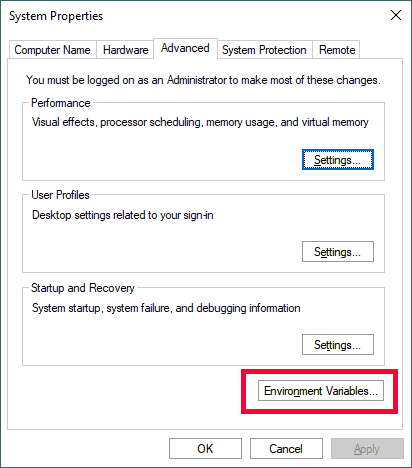 System Properties
Computer Name Hardware Advanced System Protection Remote
You must be logged on as an Administrator to make most of these changes.
Performance
Visual effects, processor scheduling, memory usage, and virtual memory
Settings...
User Profiles
Desktop settings related to your sign-in
Settings...
Startup and Recovery
System startup, system failure, and debugging information
Settings...
Environment Variables...
OK Cancel Apply